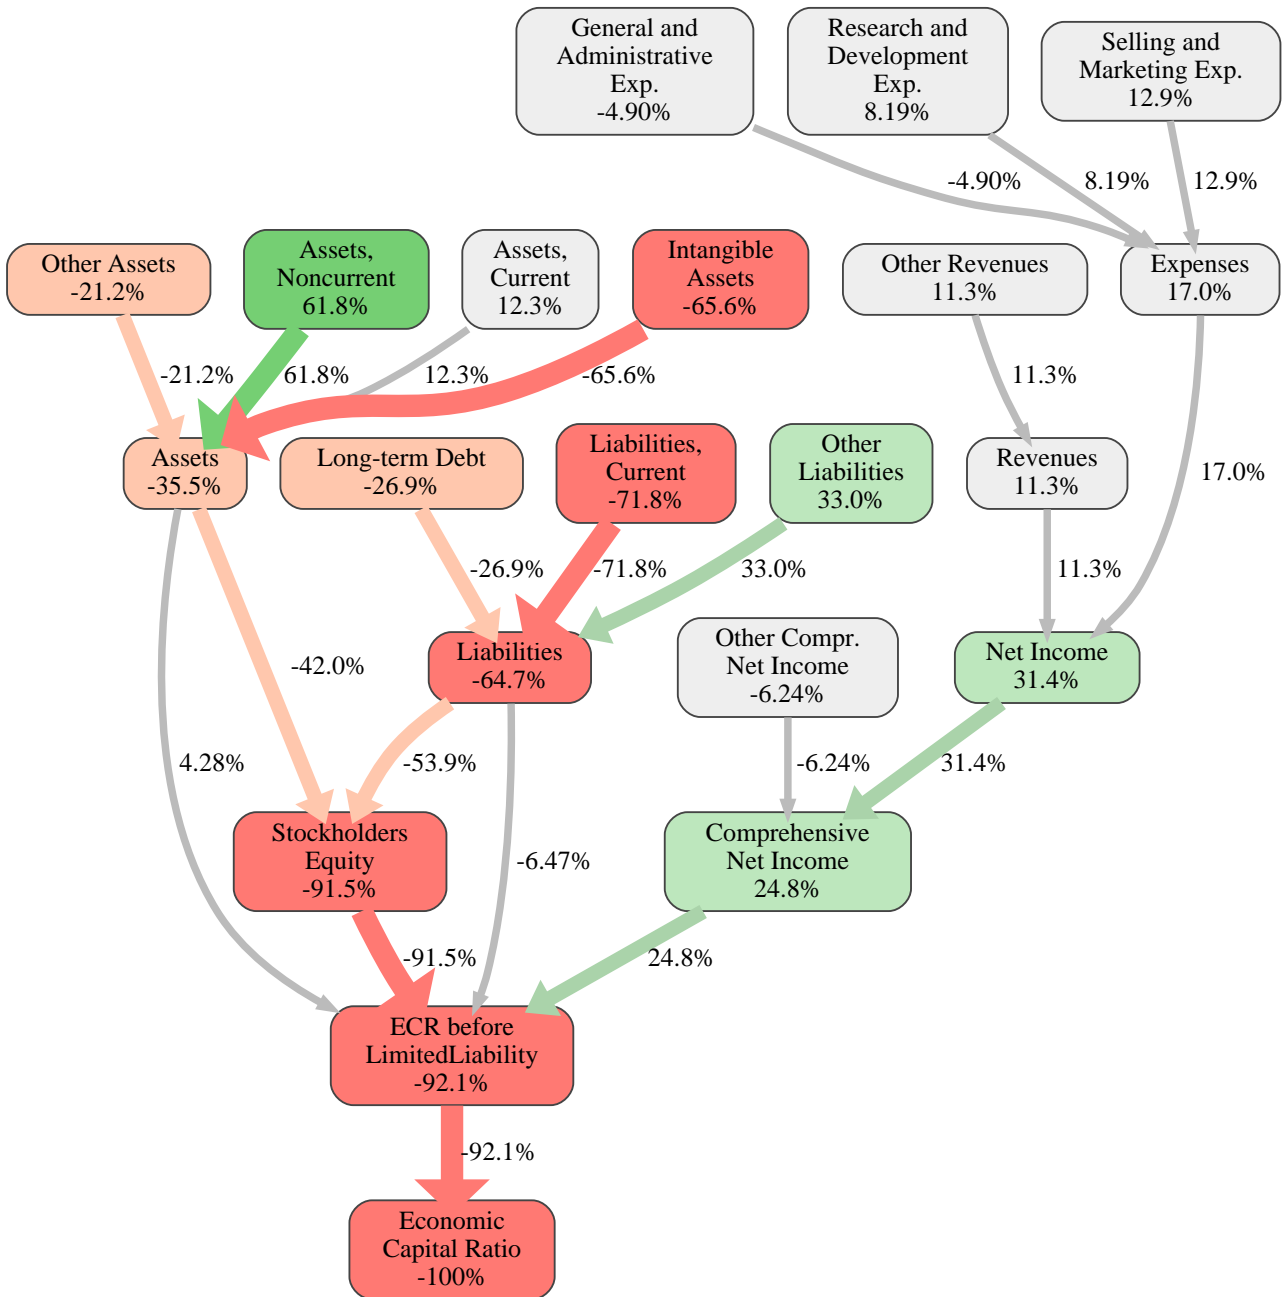 General and
Administrative
Exp.
-4.90%
Research and
Development
Exp.
8.19%
Selling and
Marketing Exp.
12.9%
-4.90%
8.19%
12.9%
Other Assets
-21.2%
Assets,
Noncurrent
61.8%
Assets,
Current
12.3%
Intangible
Assets
-65.6%
Other Revenues
11.3%
Expenses
17.0%
-21.2%
61.8%
12.3%
-65.6%
11.3%
Assets
-35.5%
Long-term Debt
-26.9%
Liabilities,
Current
-71.8%
Other
Liabilities
33.0%
Revenues
11.3%
17.0%
-26.9%
-71.8%
33.0%
11.3%
-42.0%
Liabilities
-64.7%
Other Compr.
Net Income
-6.24%
Net Income
31.4%
4.28%
-53.9%
-6.24%
31.4%
Stockholders
Equity
-91.5%
-6.47%
Comprehensive
Net Income
24.8%
-91.5%
24.8%
ECR before
LimitedLiability
-92.1%
-92.1%
Economic
Capital Ratio
-100%